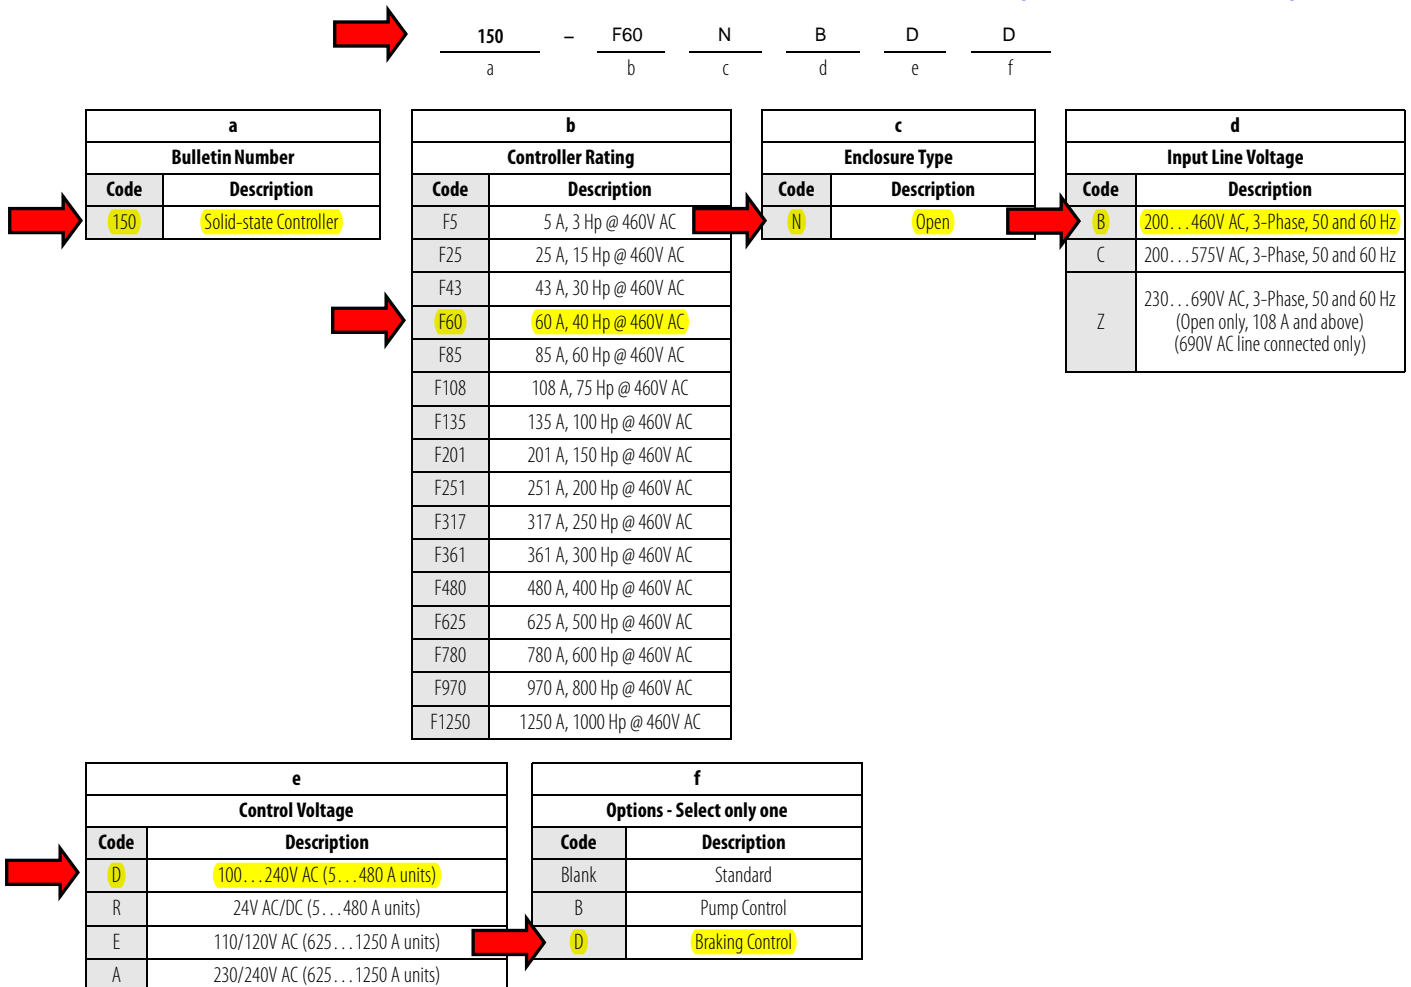 150 – F60 N B D D
a b c d e f
a
Bulletin Number
Code Description
150 Solid-state Controller
b
Controller Rating
Code Description
F5 5 A, 3 Hp @ 460V AC
F25 25 A, 15 Hp @ 460V AC
F43 43 A, 30 Hp @ 460V AC
F60 60 A, 40 Hp @ 460V AC
F85 85 A, 60 Hp @ 460V AC
F108 108 A, 75 Hp @ 460V AC
F135 135 A, 100 Hp @ 460V AC
F201 201 A, 150 Hp @ 460V AC
F251 251 A, 200 Hp @ 460V AC
F317 317 A, 250 Hp @ 460V AC
F361 361 A, 300 Hp @ 460V AC
F480 480 A, 400 Hp @ 460V AC
F625 625 A, 500 Hp @ 460V AC
F780 780 A, 600 Hp @ 460V AC
F970 970 A, 800 Hp @ 460V AC
F1250 1250 A, 1000 Hp @ 460V AC
c
Enclosure Type
Code Description
N Open
d
Input Line Voltage
Code Description
B 200...460V AC, 3-Phase, 50 and 60 Hz
C 200...575V AC, 3-Phase, 50 and 60 Hz
Z 230...690V AC, 3-Phase, 50 and 60 Hz
(Open only, 108 A and above)
(690V AC line connected only)
e
Control Voltage
Code Description
D 100...240V AC (5...480 A units)
R 24V AC/DC (5...480 A units)
E 110/120V AC (625...1250 A units)
A 230/240V AC (625...1250 A units)
f
Options - Select only one
Code Description
Blank Standard
B Pump Control
D Braking Control